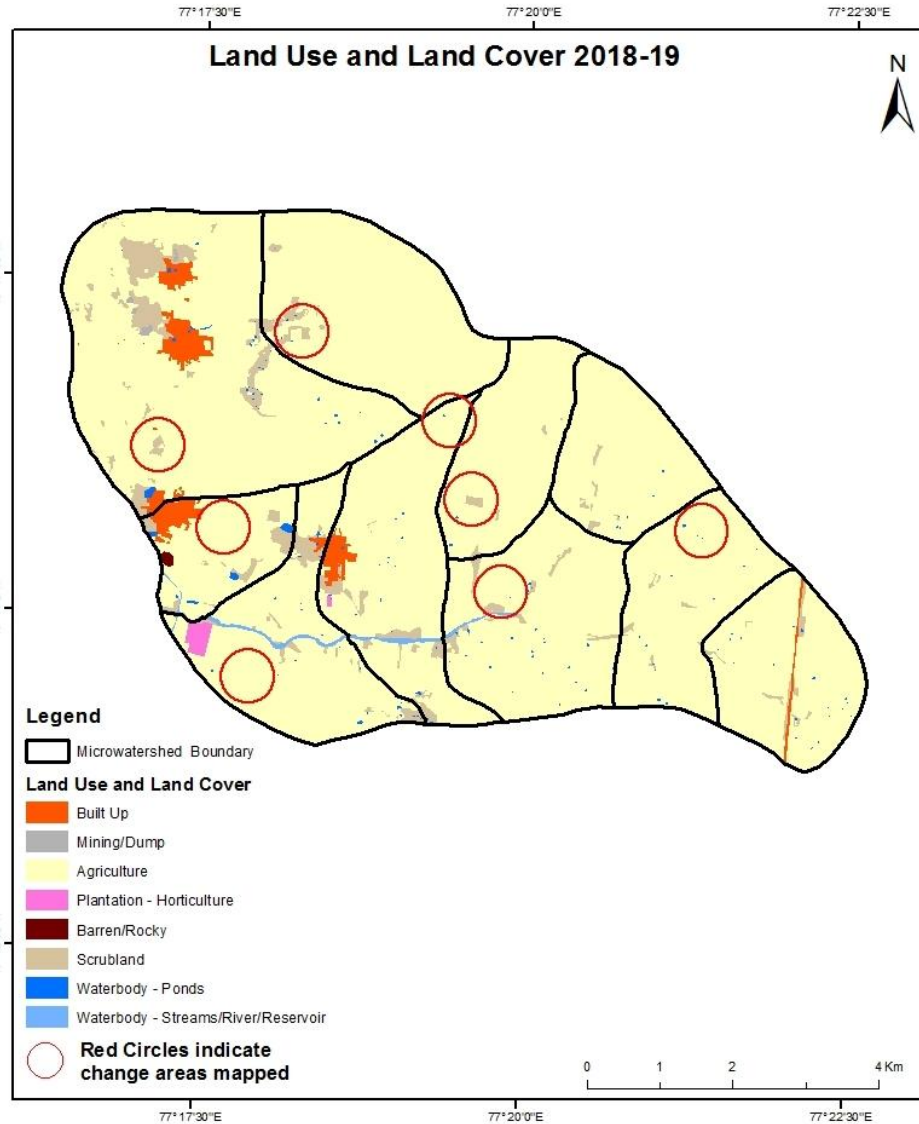 77°17'30"E 77°20'0"E 77°22'30"E
Land Use and Land Cover 2018-19
N
Legend
Microwatershed Boundary
Land Use and Land Cover
Built Up
Mining/Dump
Agriculture
Plantation - Horticulture
Barren/Rocky
Scrubland
Waterbody - Ponds
Waterbody - Streams/River/Reservoir
Red Circles indicate
change areas mapped
0 1 2 4 Km
77°17'30"E 77°20'0"E 77°22'30"E